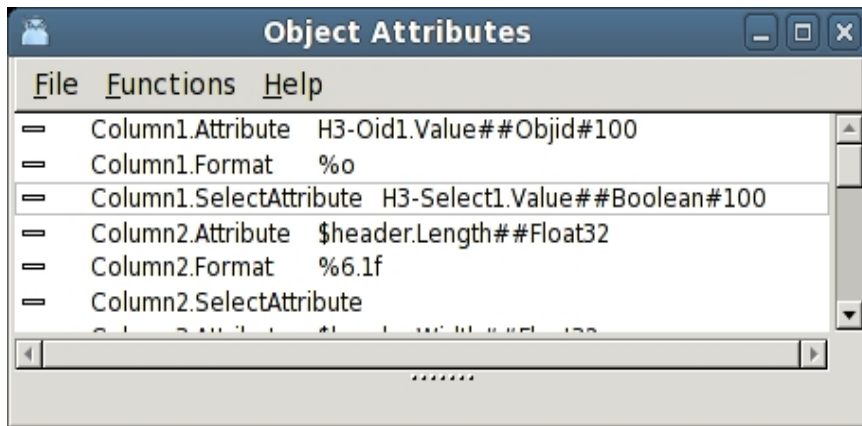 Object Attributes
File Functions Help
Column1.Attribute H3-Oid1.Value##Objid#100
Column1.Format %o
Column1.SelectAttribute H3-Select1.Value##Boolean#100
Column2.Attribute $header.Length##Float32
Column2.Format %6.1f
Column2.SelectAttribute